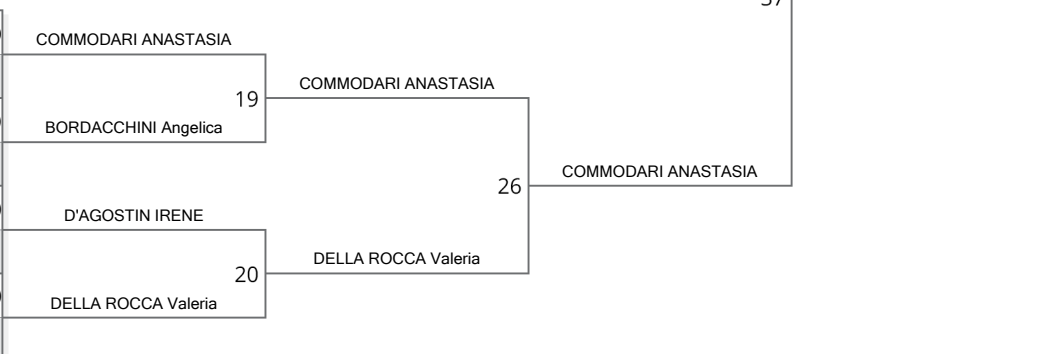 COMMODARI ANASTASIA
19
BORDACCHINI Angelica
COMMODARI ANASTASIA
26
COMMODARI ANASTASIA
D'AGOSTIN IRENE
20
DELLA ROCCA Valeria
DELLA ROCCA Valeria